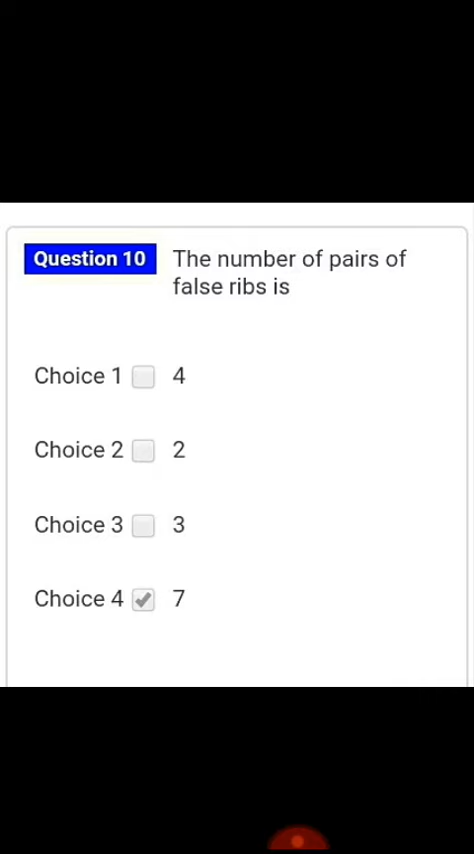 Question 10 The number of pairs of
false ribs is
Choice 1 4
Choice 2 2
Choice 3 3
Choice 4 7